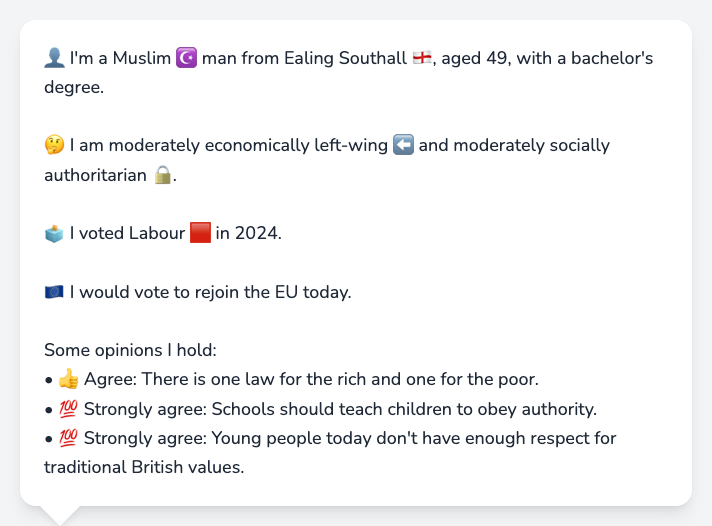 👤 I'm a Muslim ☪️ man from Ealing Southall 🏴󠁧󠁢󠁥󠁮󠁧󠁿, aged 49, with a bachelor's
degree.
🤔 I am moderately economically left-wing ⬅️ and moderately socially
authoritarian 🔒.
🗳️ I voted Labour 🟥 in 2024.
🇪🇺 I would vote to rejoin the EU today.
Some opinions I hold:
• 👍 Agree: There is one law for the rich and one for the poor.
• 💯 Strongly agree: Schools should teach children to obey authority.
• 💯 Strongly agree: Young people today don't have enough respect for
traditional British values.